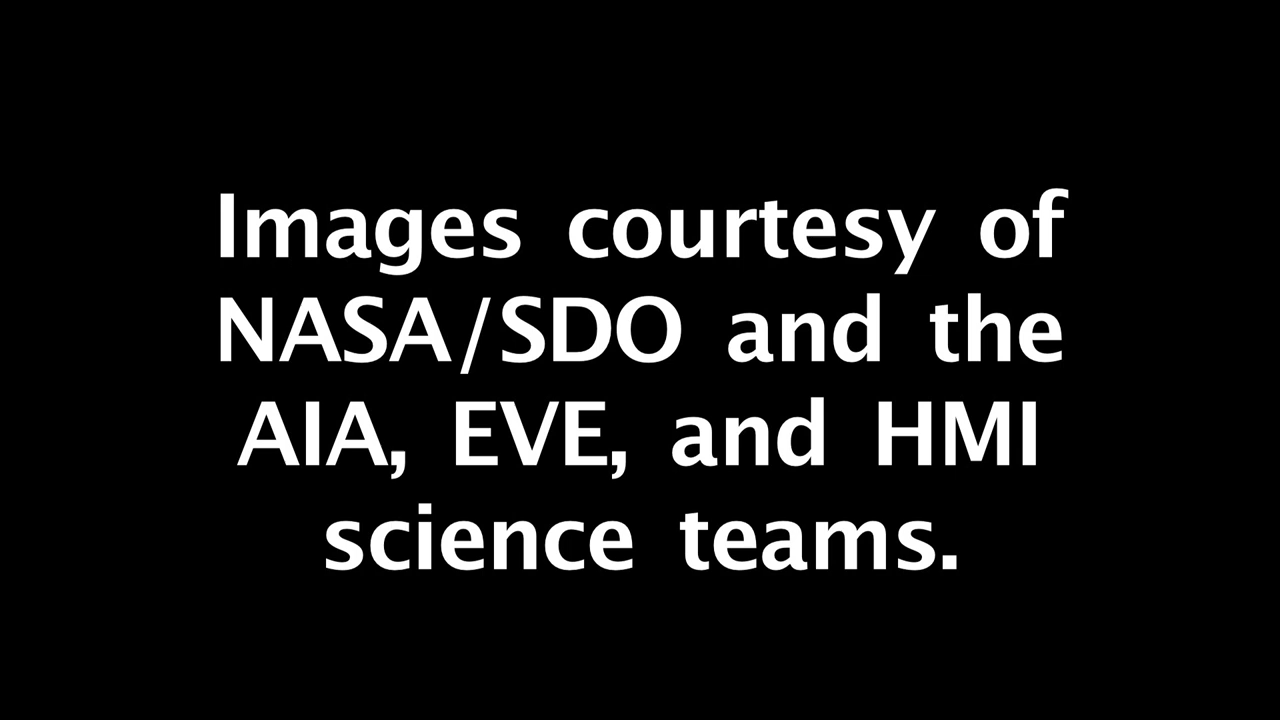 Images courtesy of
NASA/SDO and the
AIA, EVE, and HMI
science teams.